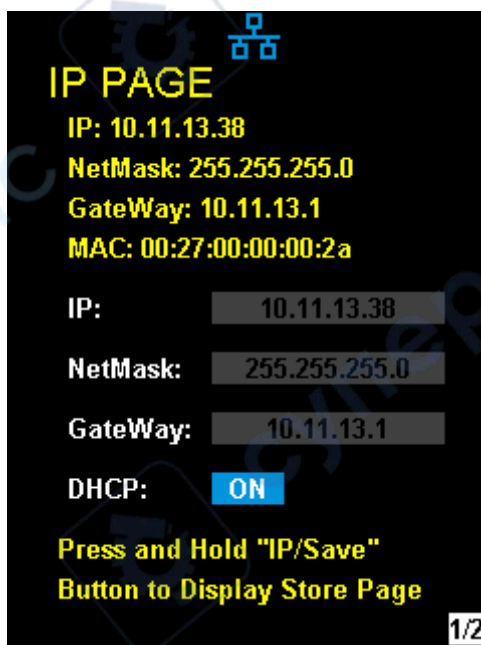 IP PAGE
IP: 10.11.13.38
NetMask: 255.255.255.0
GateWay: 10.11.13.1
MAC: 00:27:00:00:00:2a
IP: 10.11.13.38
NetMask: 255.255.255.0
GateWay: 10.11.13.1
DHCP: ON
Press and Hold "IP/Save"
Button to Display Store Page
1/2